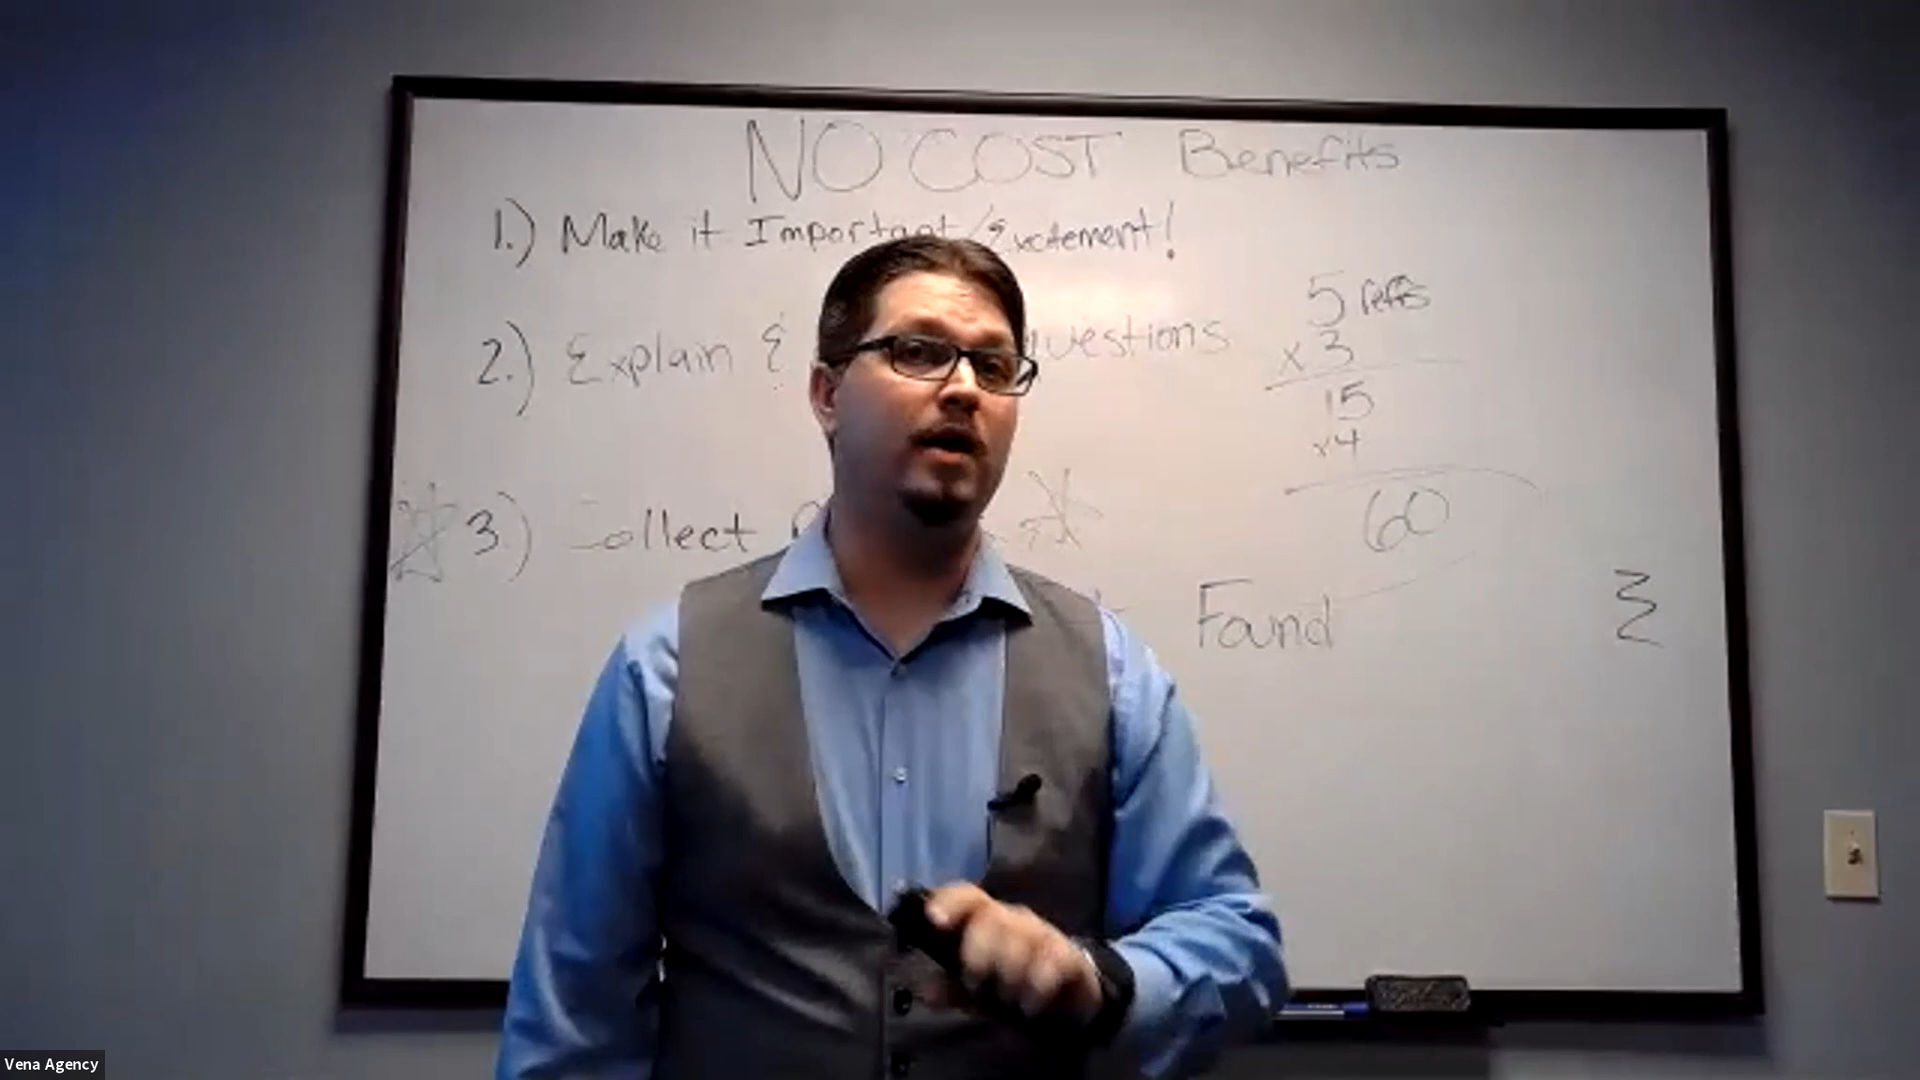 NO COST Benefits
1.) Make it Important/Excitement!
2.) Explain & Questions
5 reffs
x 3
15
x4
60
3.) Collect
Found
Vena Agency